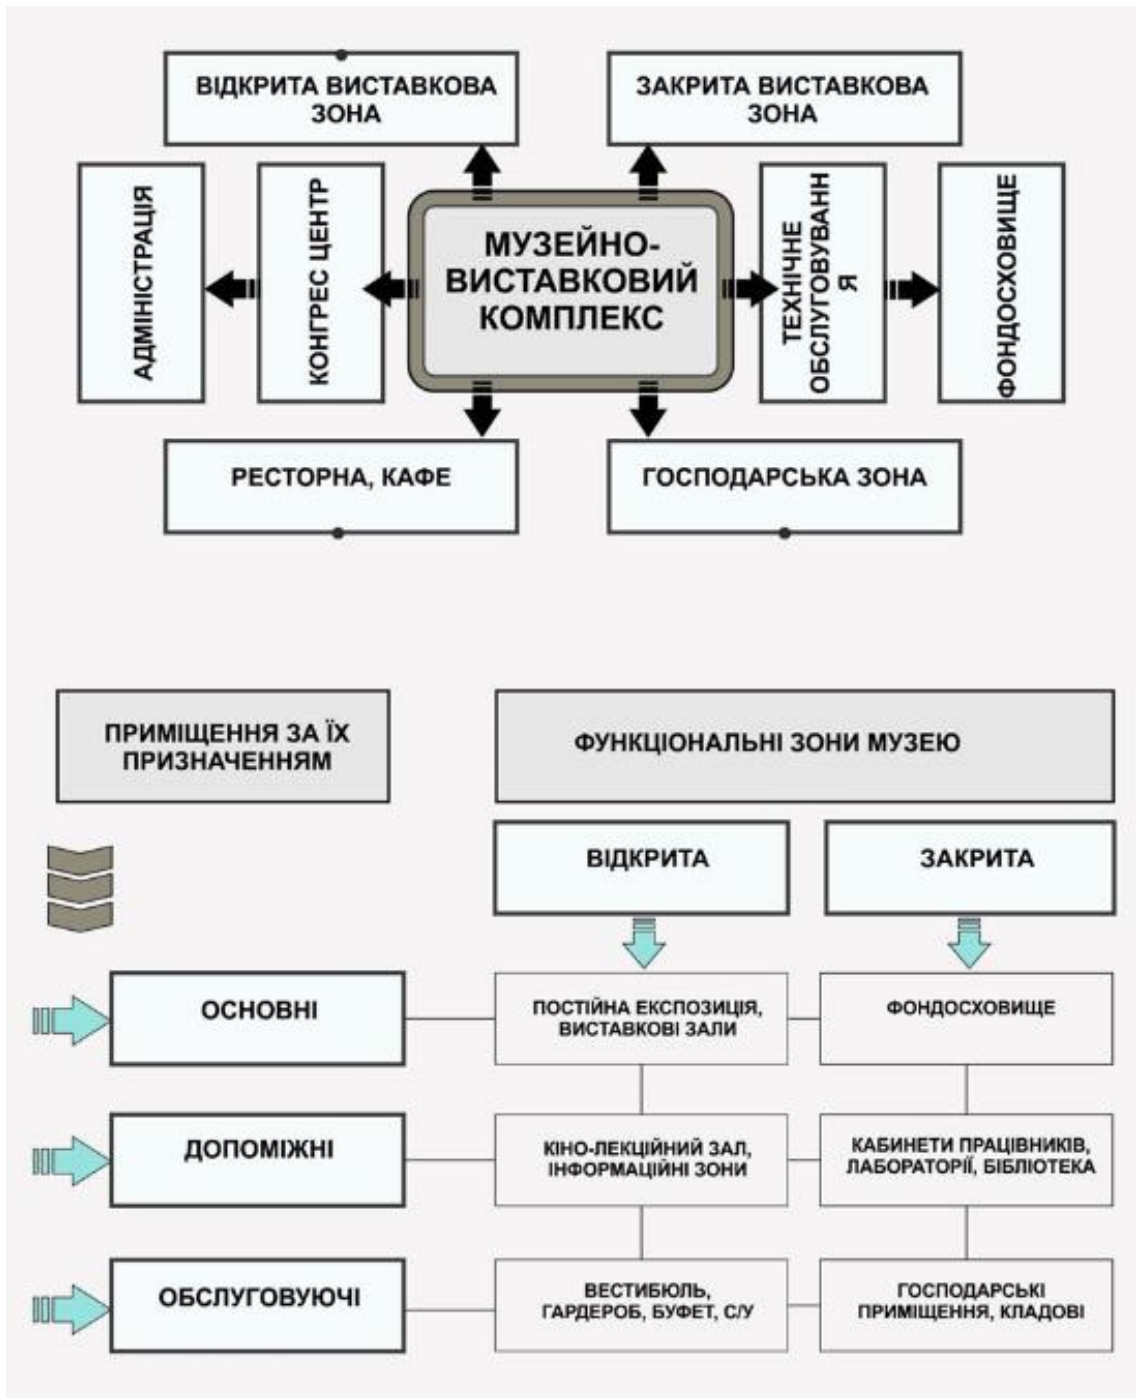 ВІДКРИТА ВИСТАВКОВА
ЗОНА
ЗАКРИТА ВИСТАВКОВА
ЗОНА
АДМІНІСТРАЦІЯ
КОНГРЕС ЦЕНТР
МУЗЕЙНО-
ВИСТАВКОВИЙ
КОМПЛЕКС
ТЕХНІЧНЕ
ОБСЛУГОВУВАНН
Я
ФОНДОСХОВИЩЕ
РЕСТОРНА, КАФЕ
ГОСПОДАРСЬКА ЗОНА
ПРИМІЩЕННЯ ЗА ЇХ
ПРИЗНАЧЕННЯМ
ФУНКЦІОНАЛЬНІ ЗОНИ МУЗЕЮ
ВІДКРИТА
ЗАКРИТА
ОСНОВНІ
ПОСТІЙНА ЕКСПОЗИЦІЯ,
ВИСТАВКОВІ ЗАЛИ
ФОНДОСХОВИЩЕ
ДОПОМІЖНІ
КІНО-ЛЕКЦІЙНИЙ ЗАЛ,
ІНФОРМАЦІЙНІ ЗОНИ
КАБИНЕТИ ПРАЦІВНИКІВ,
ЛАБОРАТОРІЇ, БІБЛІОТЕКА
ОБСЛУГОВУЮЧІ
ВЕСТИБЮЛЬ,
ГАРДЕРОБ, БУФЕТ, С/У
ГОСПОДАРСЬКІ
ПРИМІЩЕННЯ, КЛАДОВІ